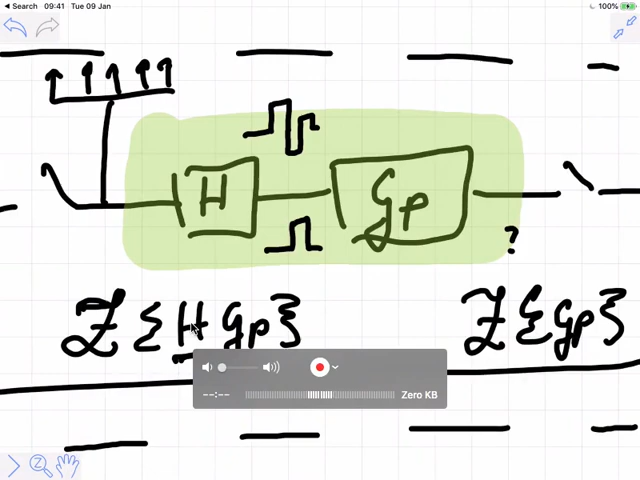 Search 09:41 Tue 09 Jan 100%
H Gp
?
Z{HGp} Z{Gp}
--:-- Zero KB
Z